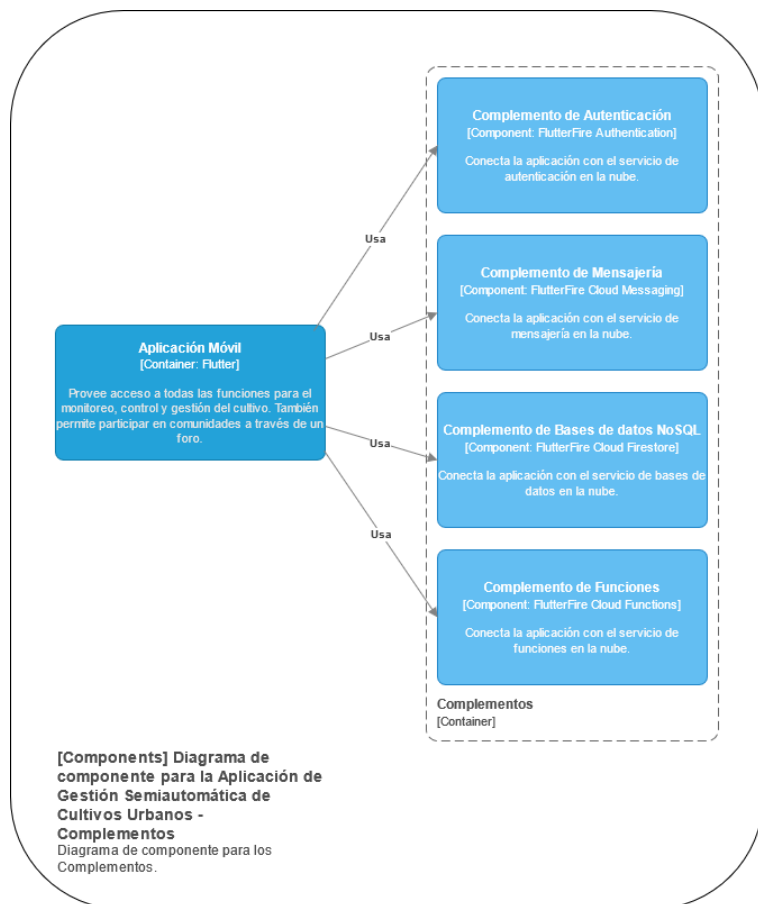 Complemento de Autenticación
[Component: FlutterFire Authentication]
Conecta la aplicación con el servicio de
autenticación en la nube.
Usa
Complemento de Mensajería
[Component: FlutterFire Cloud Messaging]
Conecta la aplicación con el servicio de
mensajería en la nube.
Usa
Aplicación Móvil
[Container: Flutter]
Provee acceso a todas las funciones para el
monitoreo, control y gestión del cultivo. También
permite participar en comunidades a través de un
foro.
Usa
Complemento de Bases de datos NoSQL
[Component: FlutterFire Cloud Firestore]
Conecta la aplicación con el servicio de bases de
datos en la nube.
Usa
Complemento de Funciones
[Component: FlutterFire Cloud Functions]
Conecta la aplicación con el servicio de
funciones en la nube.
Complementos
[Container]
[Components] Diagrama de
componente para la Aplicación de
Gestión Semiautomática de
Cultivos Urbanos -
Complementos
Diagrama de componente para los
Complementos.